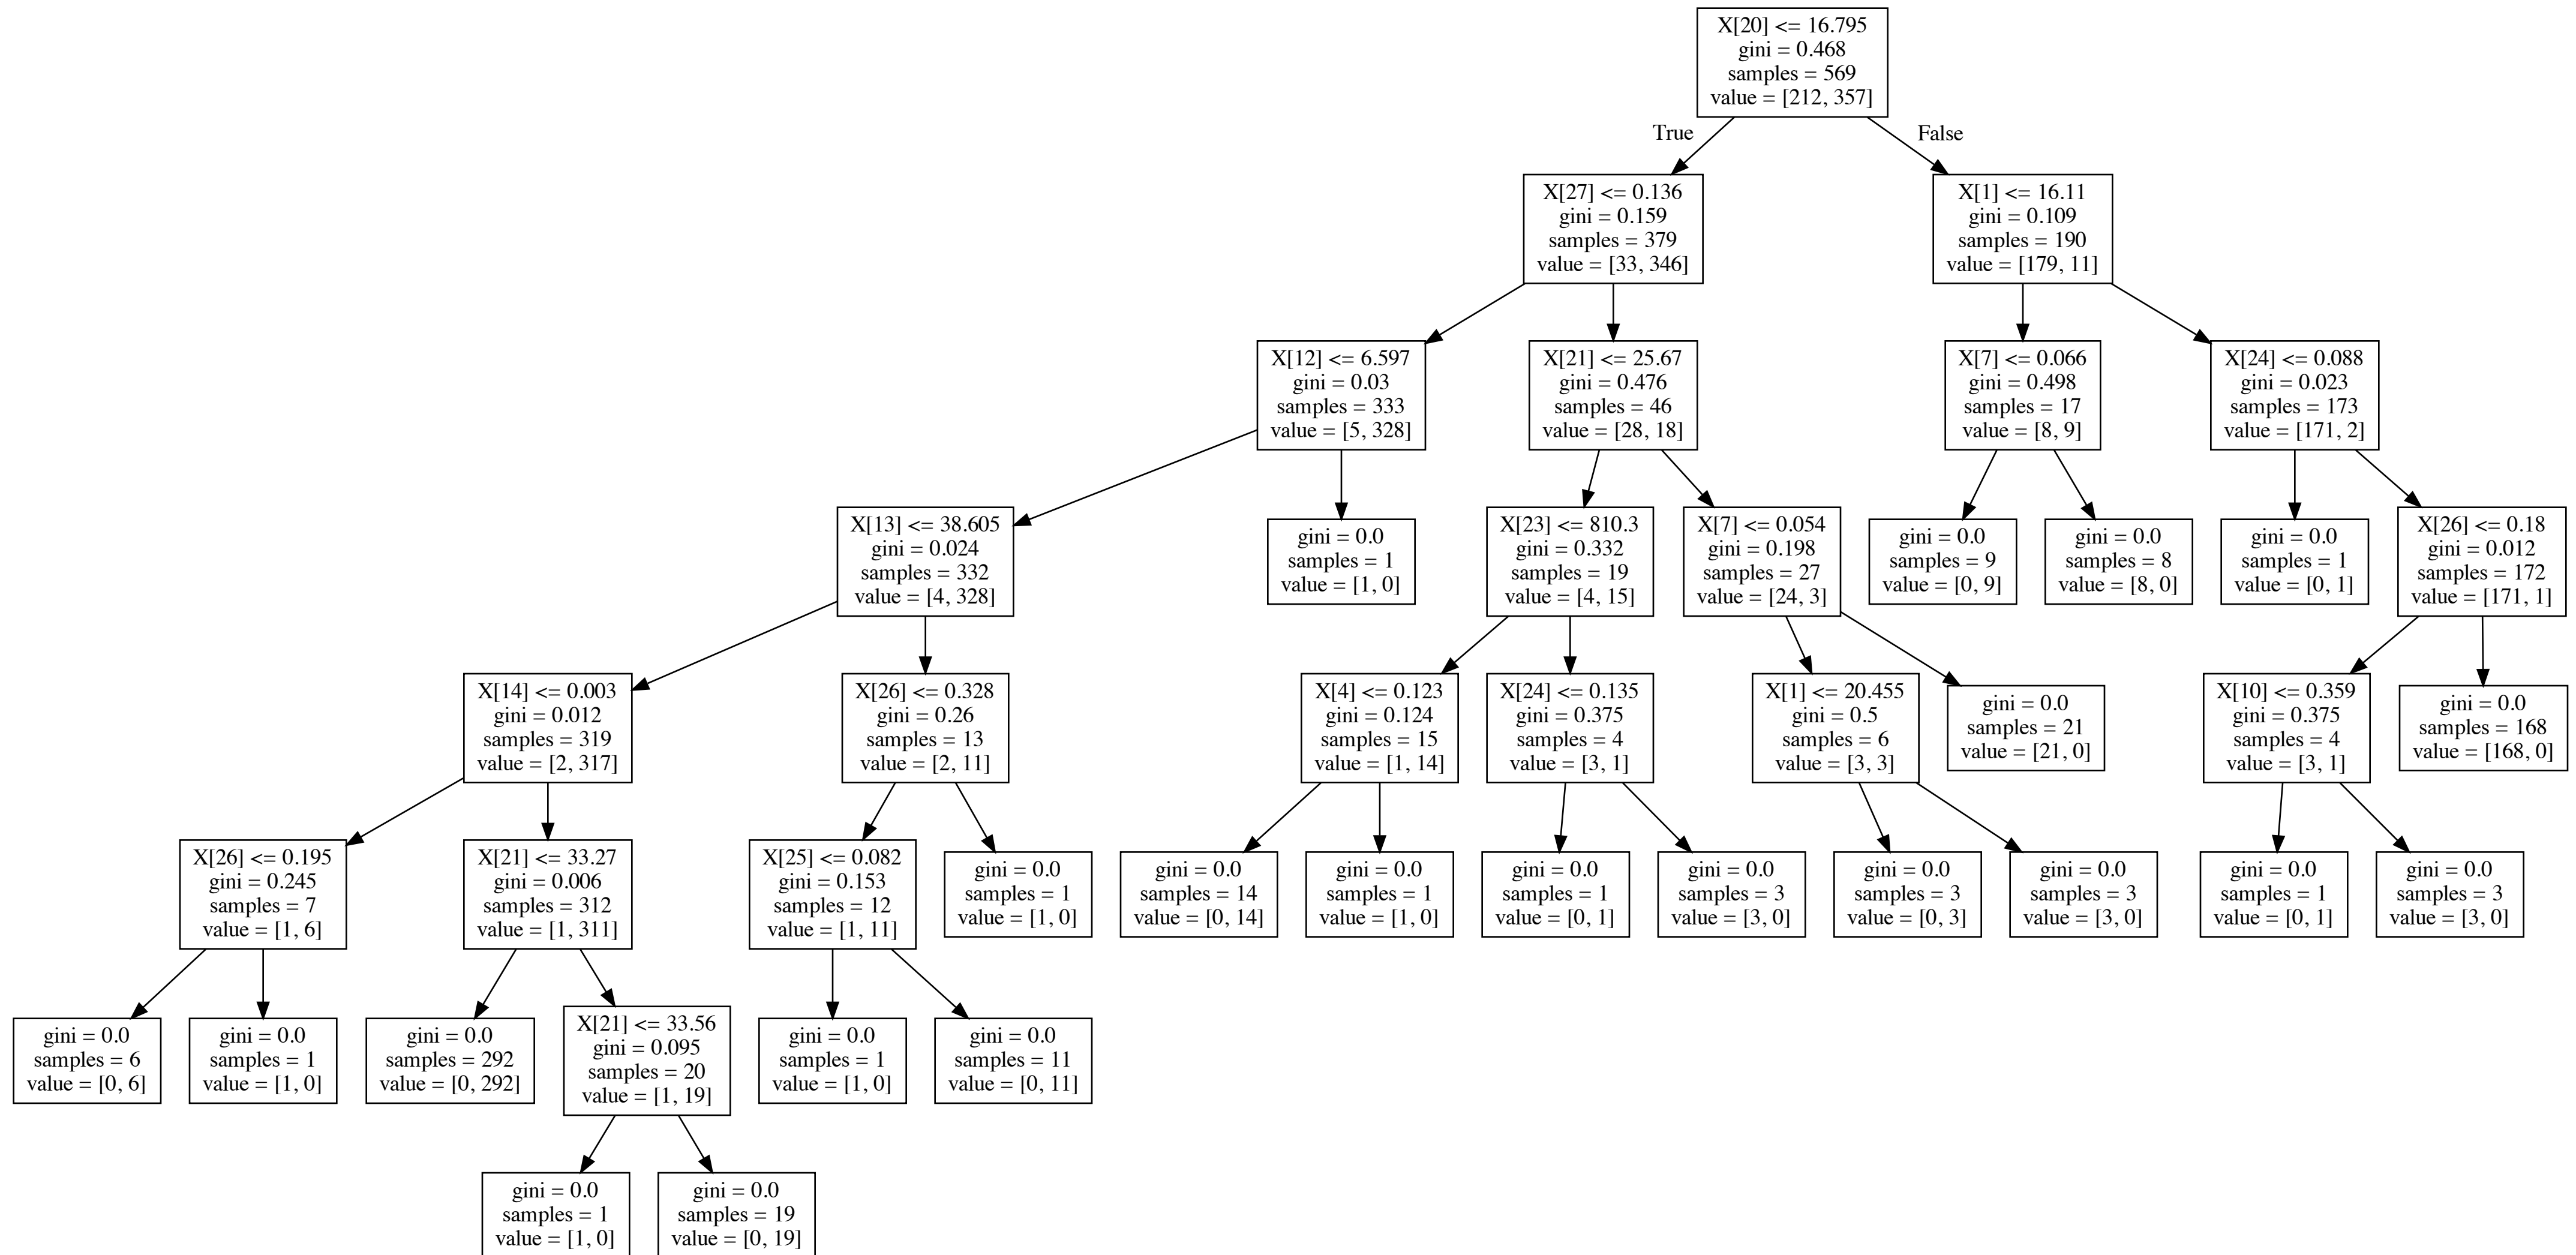 X[20] <= 16.795
gini = 0.468
samples = 569
value = [212, 357]
True
False
X[27] <= 0.136
gini = 0.159
samples = 379
value = [33, 346]
X[1] <= 16.11
gini = 0.109
samples = 190
value = [179, 11]
X[12] <= 6.597
gini = 0.03
samples = 333
value = [5, 328]
X[21] <= 25.67
gini = 0.476
samples = 46
value = [28, 18]
X[7] <= 0.066
gini = 0.498
samples = 17
value = [8, 9]
X[24] <= 0.088
gini = 0.023
samples = 173
value = [171, 2]
X[13] <= 38.605
gini = 0.024
samples = 332
value = [4, 328]
gini = 0.0
samples = 1
value = [1, 0]
X[23] <= 810.3
gini = 0.332
samples = 19
value = [4, 15]
X[7] <= 0.054
gini = 0.198
samples = 27
value = [24, 3]
gini = 0.0
samples = 9
value = [0, 9]
gini = 0.0
samples = 8
value = [8, 0]
gini = 0.0
samples = 1
value = [0, 1]
X[26] <= 0.18
gini = 0.012
samples = 172
value = [171, 1]
X[14] <= 0.003
gini = 0.012
samples = 319
value = [2, 317]
X[26] <= 0.328
gini = 0.26
samples = 13
value = [2, 11]
X[4] <= 0.123
gini = 0.124
samples = 15
value = [1, 14]
X[24] <= 0.135
gini = 0.375
samples = 4
value = [3, 1]
X[1] <= 20.455
gini = 0.5
samples = 6
value = [3, 3]
gini = 0.0
samples = 21
value = [21, 0]
X[10] <= 0.359
gini = 0.375
samples = 4
value = [3, 1]
gini = 0.0
samples = 168
value = [168, 0]
X[26] <= 0.195
gini = 0.245
samples = 7
value = [1, 6]
X[21] <= 33.27
gini = 0.006
samples = 312
value = [1, 311]
X[25] <= 0.082
gini = 0.153
samples = 12
value = [1, 11]
gini = 0.0
samples = 1
value = [1, 0]
gini = 0.0
samples = 14
value = [0, 14]
gini = 0.0
samples = 1
value = [1, 0]
gini = 0.0
samples = 1
value = [0, 1]
gini = 0.0
samples = 3
value = [3, 0]
gini = 0.0
samples = 3
value = [0, 3]
gini = 0.0
samples = 3
value = [3, 0]
gini = 0.0
samples = 1
value = [0, 1]
gini = 0.0
samples = 3
value = [3, 0]
gini = 0.0
samples = 6
value = [0, 6]
gini = 0.0
samples = 1
value = [1, 0]
gini = 0.0
samples = 292
value = [0, 292]
X[21] <= 33.56
gini = 0.095
samples = 20
value = [1, 19]
gini = 0.0
samples = 1
value = [1, 0]
gini = 0.0
samples = 11
value = [0, 11]
gini = 0.0
samples = 1
value = [1, 0]
gini = 0.0
samples = 19
value = [0, 19]